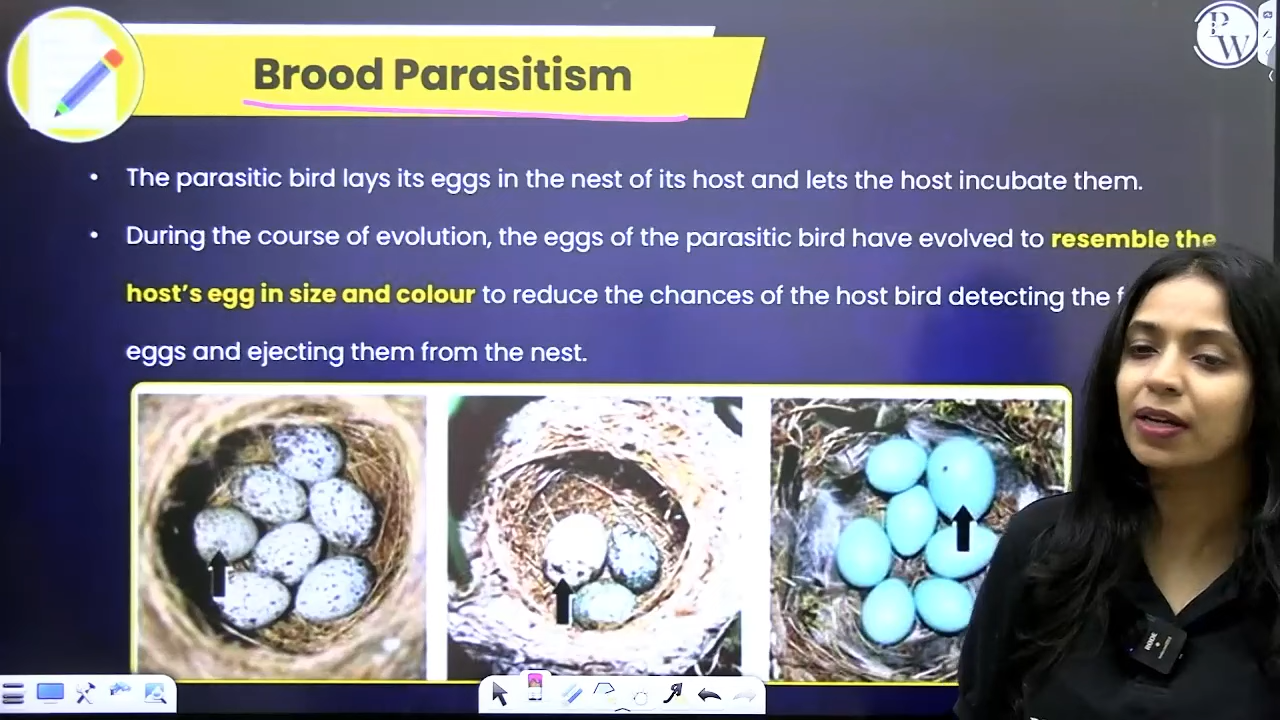 Brood Parasitism
PW
• The parasitic bird lays its eggs in the nest of its host and lets the host incubate them.
• During the course of evolution, the eggs of the parasitic bird have evolved to resemble the
host's egg in size and colour to reduce the chances of the host bird detecting the
eggs and ejecting them from the nest.
RØDE